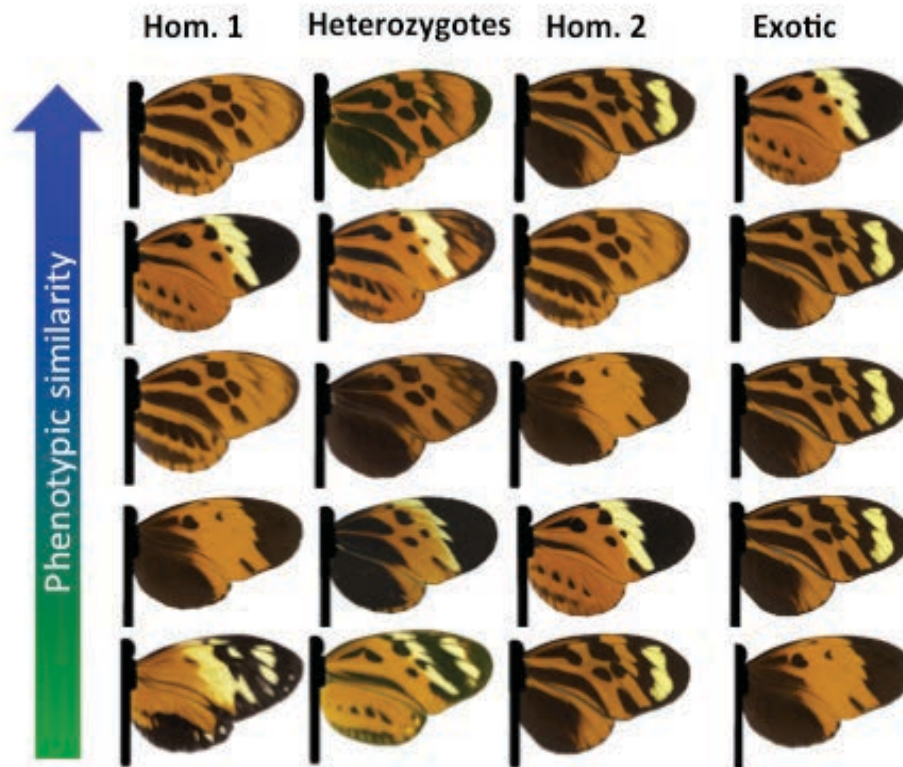 Hom. 1
Heterozygotes
Hom. 2
Exotic
Phenotypic similarity